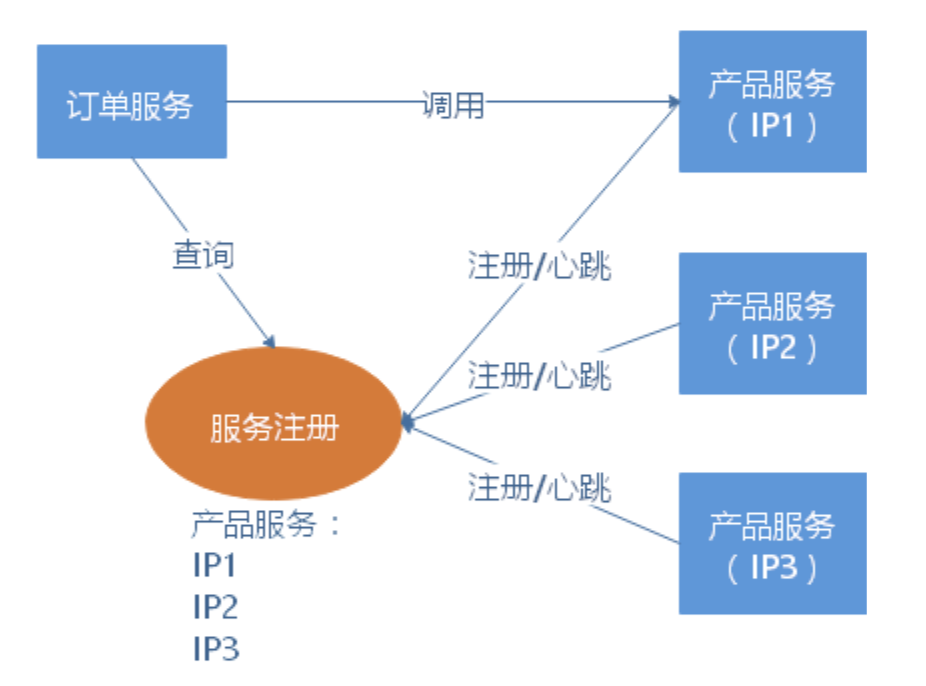 订单服务
调用
产品服务
（IP1）
查询
注册/心跳
产品服务
（IP2）
注册/心跳
服务注册
注册/心跳
产品服务
（IP3）
产品服务：
IP1
IP2
IP3